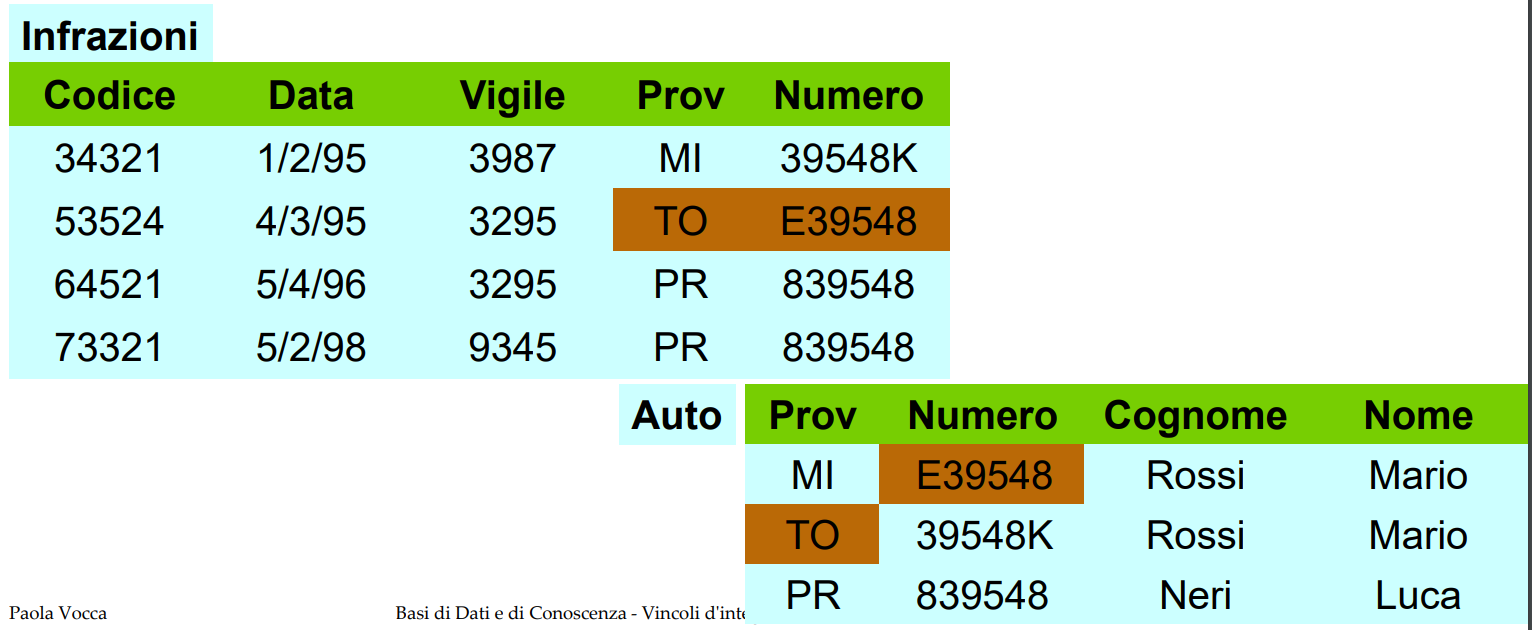 Infrazioni
Codice Data Vigile Prov Numero
34321 1/2/95 3987 MI 39548K
53524 4/3/95 3295 TO E39548
64521 5/4/96 3295 PR 839548
73321 5/2/98 9345 PR 839548
Auto Prov Numero Cognome Nome
MI E39548 Rossi Mario
TO 39548K Rossi Mario
PR 839548 Neri Luca
Paola Vocca Basi di Dati e di Conoscenza - Vincoli d'inte